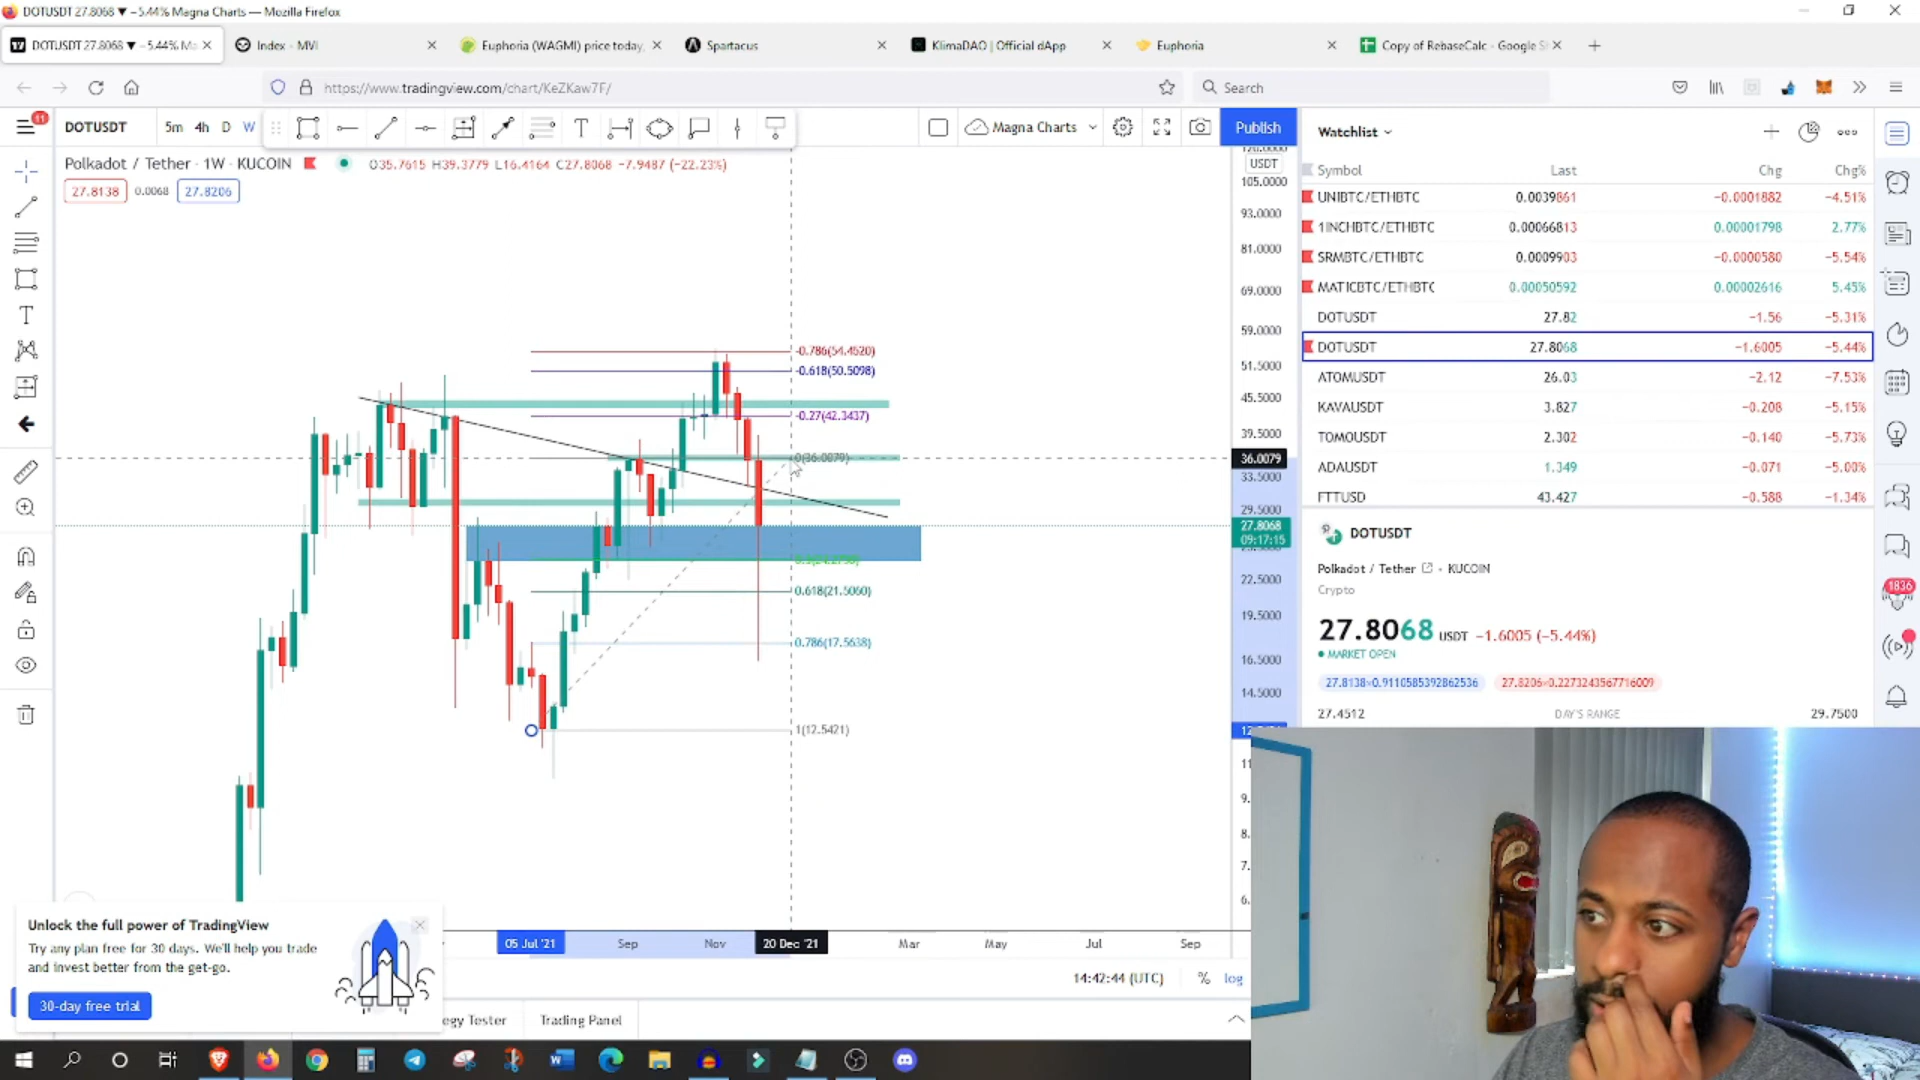 DOTUSDT 27.8068 ▼ −5.44% Magna Charts — Mozilla Firefox
DOTUSDT 27.8068 ▼ −5.44% Ma
Index - MVI
Euphoria (WAGMI) price today,
Spartacus
KlimaDAO | Official dApp
Euphoria
Copy of RebaseCalc - Google S
https://www.tradingview.com/chart/KeZKaw7F/
Search
11
DOTUSDT
5m 4h D W
Magna Charts
Publish
Polkadot / Tether · 1W · KUCOIN
O35.7615 H39.3779 L16.4164 C27.8068 −7.9487 (−22.23%)
27.8138
0.0068
27.8206
USDT
105.0000
93.0000
81.0000
69.0000
59.0000
51.5000
45.5000
39.5000
36.0079
33.5000
29.5000
27.8068
09:17:15
22.5000
19.5000
16.5000
14.5000
-0.786(54.4520)
-0.618(50.5098)
-0.27(42.3437)
0(36.0079)
0.618(21.5060)
0.786(17.5638)
1(12.5421)
05 Jul '21
Sep
Nov
20 Dec '21
Mar
May
Jul
Sep
14:42:44 (UTC)
%
log
Unlock the full power of TradingView
Try any plan free for 30 days. We'll help you trade
and invest better from the get-go.
30-day free trial
egy Tester
Trading Panel
Watchlist
Symbol Last Chg Chg%
UNIBTC/ETHBTC 0.0039861 −0.0001882 −4.51%
1INCHBTC/ETHBTC 0.00066813 0.00001798 2.77%
SRMBTC/ETHBTC 0.0009903 −0.0000580 −5.54%
MATICBTC/ETHBTC 0.00050592 0.00002616 5.45%
DOTUSDT 27.82 −1.56 −5.31%
DOTUSDT 27.8068 −1.6005 −5.44%
ATOMUSDT 26.03 −2.12 −7.53%
KAVAUSDT 3.827 −0.208 −5.15%
TOMOUSDT 2.302 −0.140 −5.73%
ADAUSDT 1.349 −0.071 −5.00%
FTTUSD 43.427 −0.588 −1.34%
DOTUSDT
Polkadot / Tether · KUCOIN
Crypto
27.8068 USDT −1.6005 (−5.44%)
MARKET OPEN
27.8138×0.9110585392862536
27.8206×0.2273243567716009
27.4512 DAY'S RANGE 29.7500
1836